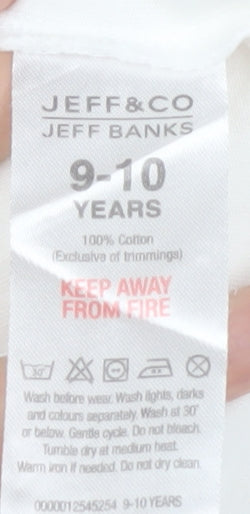 JEFF&CO
JEFF BANKS
9-10
YEARS
100% Cotton
(Exclusive of trimmings)
KEEP AWAY
FROM FIRE
30°
Wash before wear. Wash lights, darks
and colours separately. Wash at 30°
or below. Gentle cycle. Do not bleach.
Tumble dry at medium heat.
Warm iron if needed. Do not dry clean.
0000012545254 9-10 YEARS